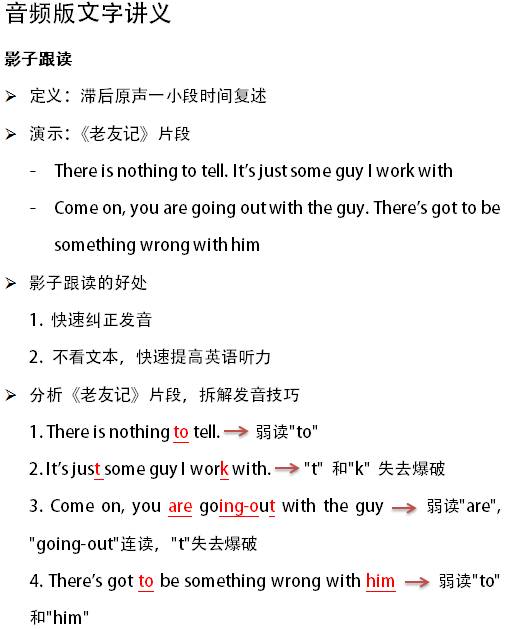 音频版文字讲义
影子跟读
➢ 定义：滞后原声一小段时间复述
➢ 演示：《老友记》片段
- There is nothing to tell. It's just some guy I work with
- Come on, you are going out with the guy. There's got to be
something wrong with him
➢ 影子跟读的好处
1. 快速纠正发音
2. 不看文本，快速提高英语听力
➢ 分析《老友记》片段，拆解发音技巧
1. There is nothing to tell. → 弱读"to"
2. It's just some guy I work with. → "t" 和"k" 失去爆破
3. Come on, you are going-out with the guy → 弱读"are",
"going-out"连读，"t"失去爆破
4. There's got to be something wrong with him → 弱读"to"
和"him"